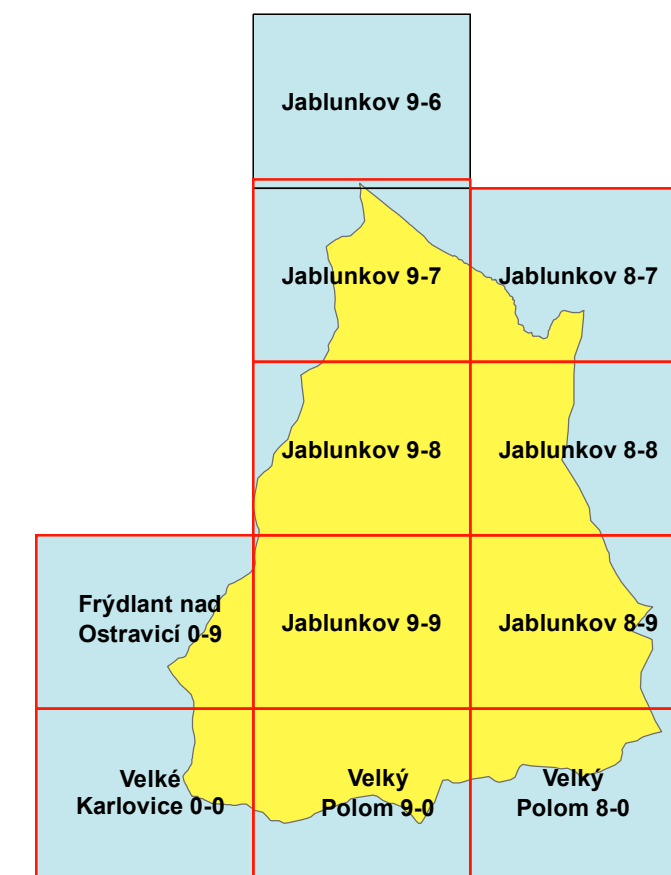 Jablunkov 9-6
Jablunkov 9-7
Jablunkov 8-7
Jablunkov 9-8
Jablunkov 8-8
Frýdlant nad
Ostravicí 0-9
Jablunkov 9-9
Jablunkov 8-9
Velké
Karlovice 0-0
Velký
Polom 9-0
Velký
Polom 8-0